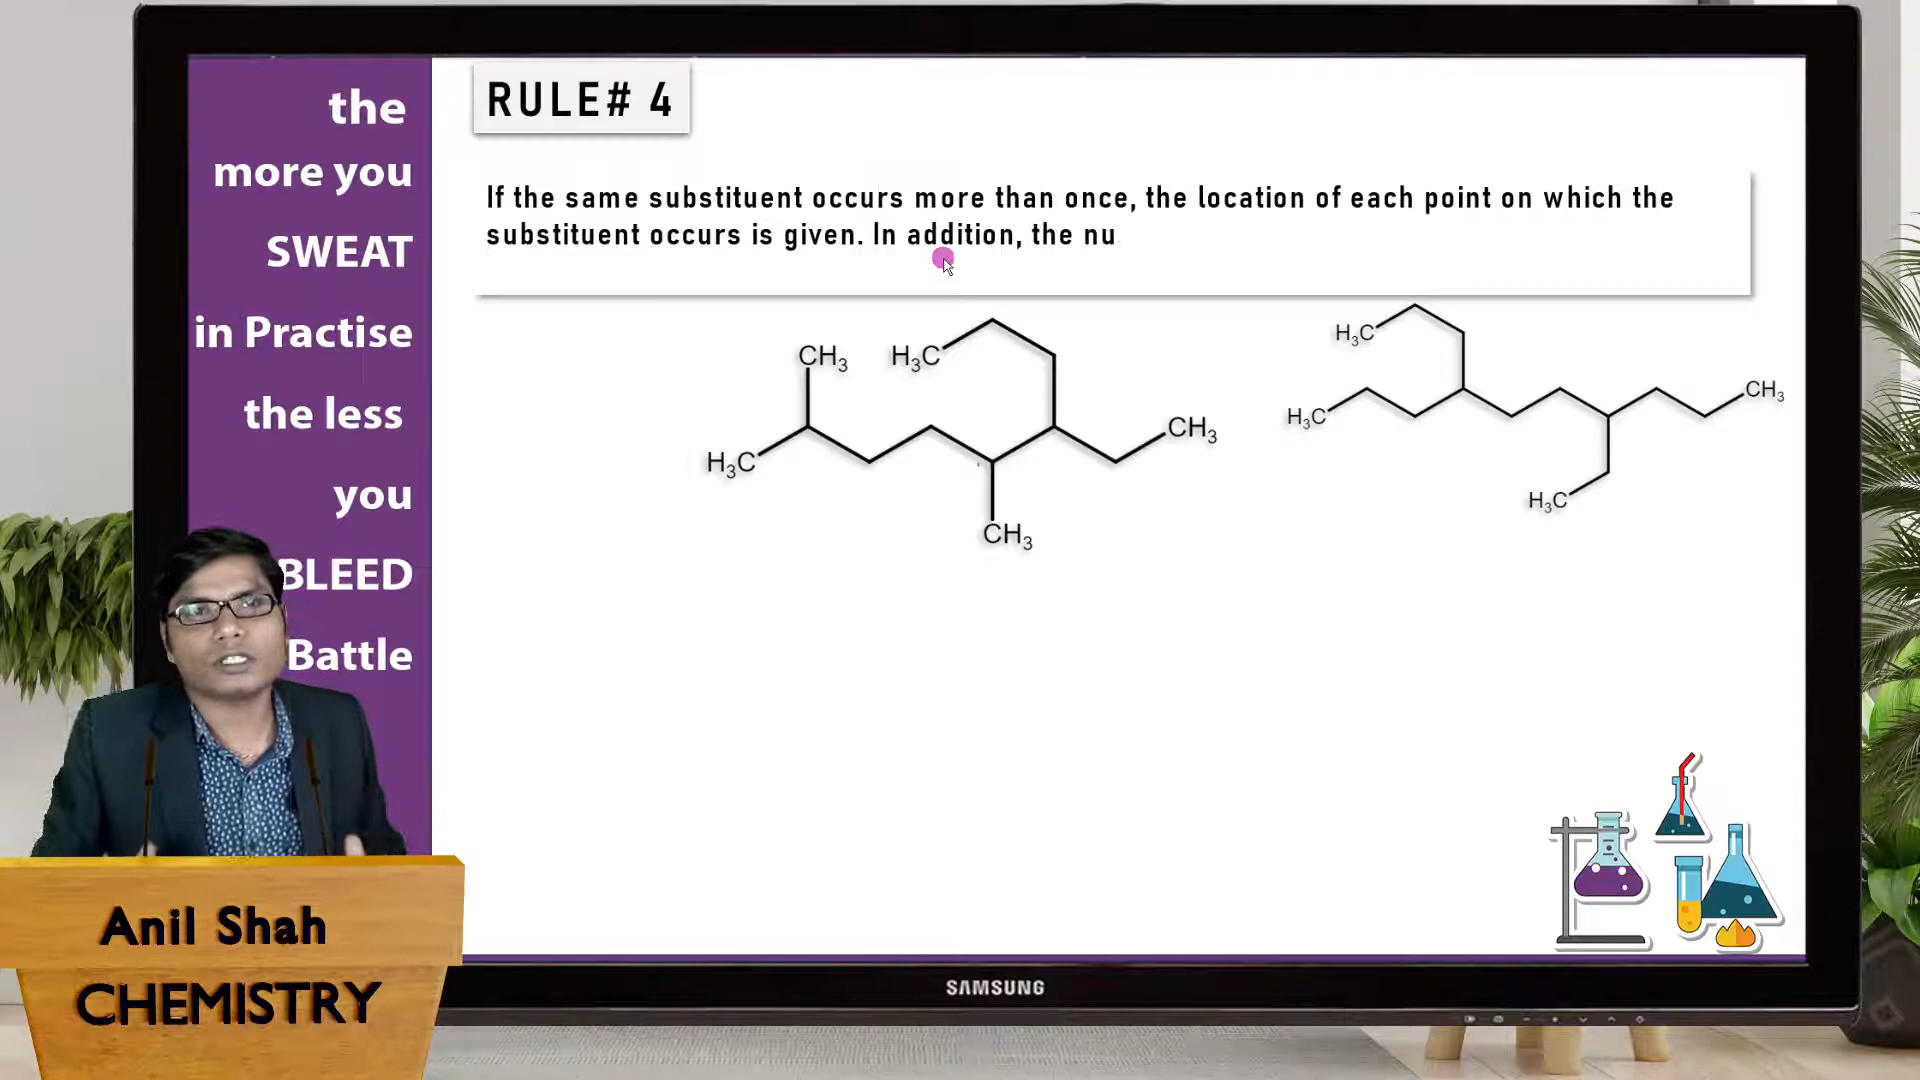 the
more you
SWEAT
in Practise
the less
you
BLEED
Battle
RULE# 4
If the same substituent occurs more than once, the location of each point on which the
substituent occurs is given. In addition, the nu
CH3
H3C
H3C
CH3
CH3
H3C
H3C
CH3
H3C
Anil Shah
CHEMISTRY
SAMSUNG